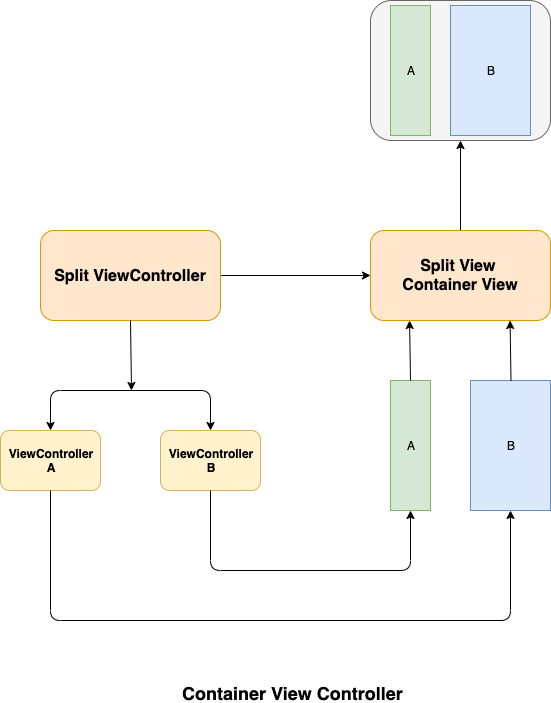 A
B
Split ViewController
Split View
Container View
ViewController
A
ViewController
B
A
B
Container View Controller